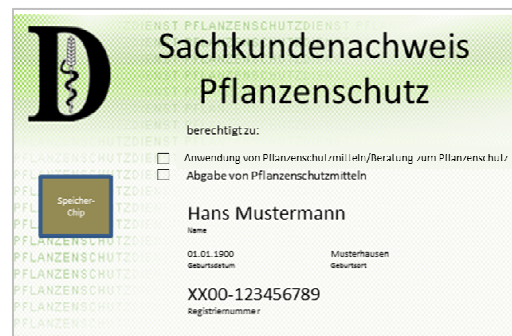 D
Sachkundenachweis
Pflanzenschutz
berechtigt zu:
Anwendung von Pflanzenschutzmitteln/Beratung zum Pflanzenschutz
Abgabe von Pflanzenschutzmitteln
Speicher-
Chip
Hans Mustermann
Name
01.01.1900 Musterhausen
Geburtsdatum Geburtsort
XX00-123456789
Registriernummer